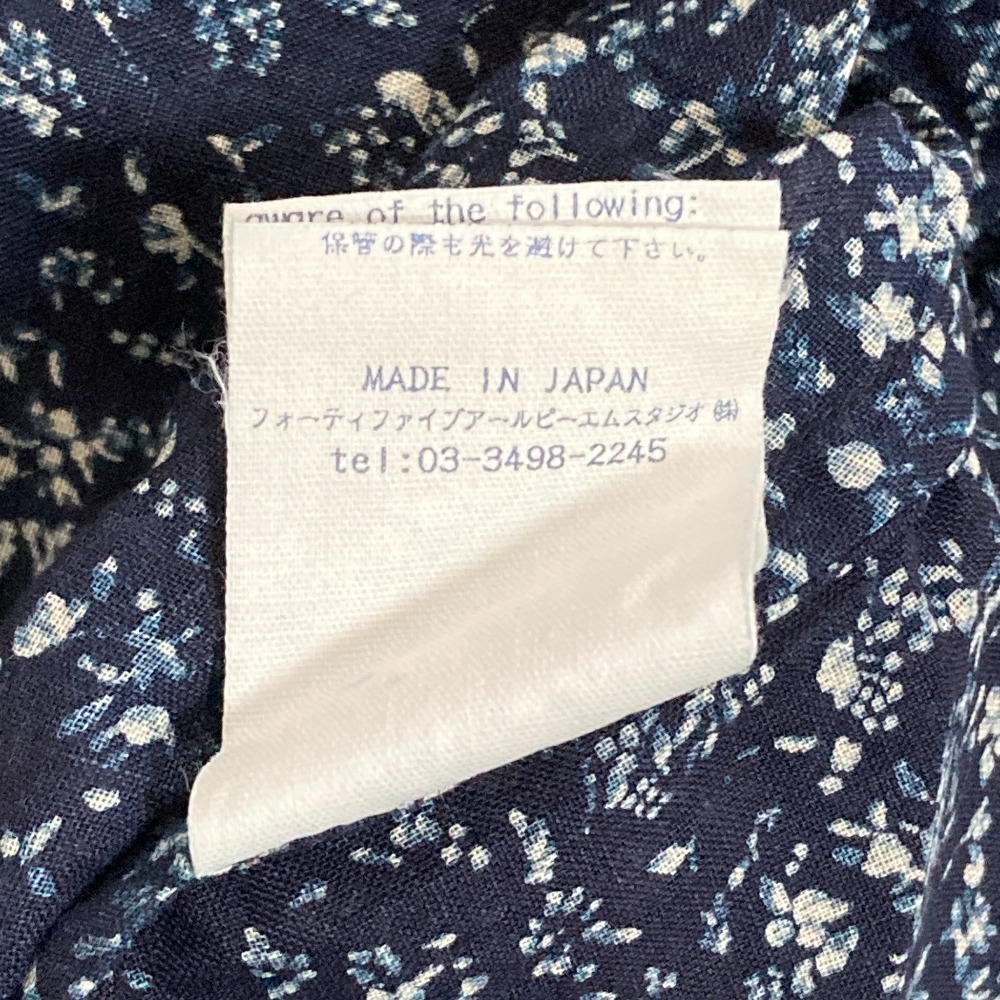 aware of the following:
保管の際も光を避けて下さい。
MADE IN JAPAN
フォーティファイブアールピーエムスタジオ ㈱
tel:03-3498-2245